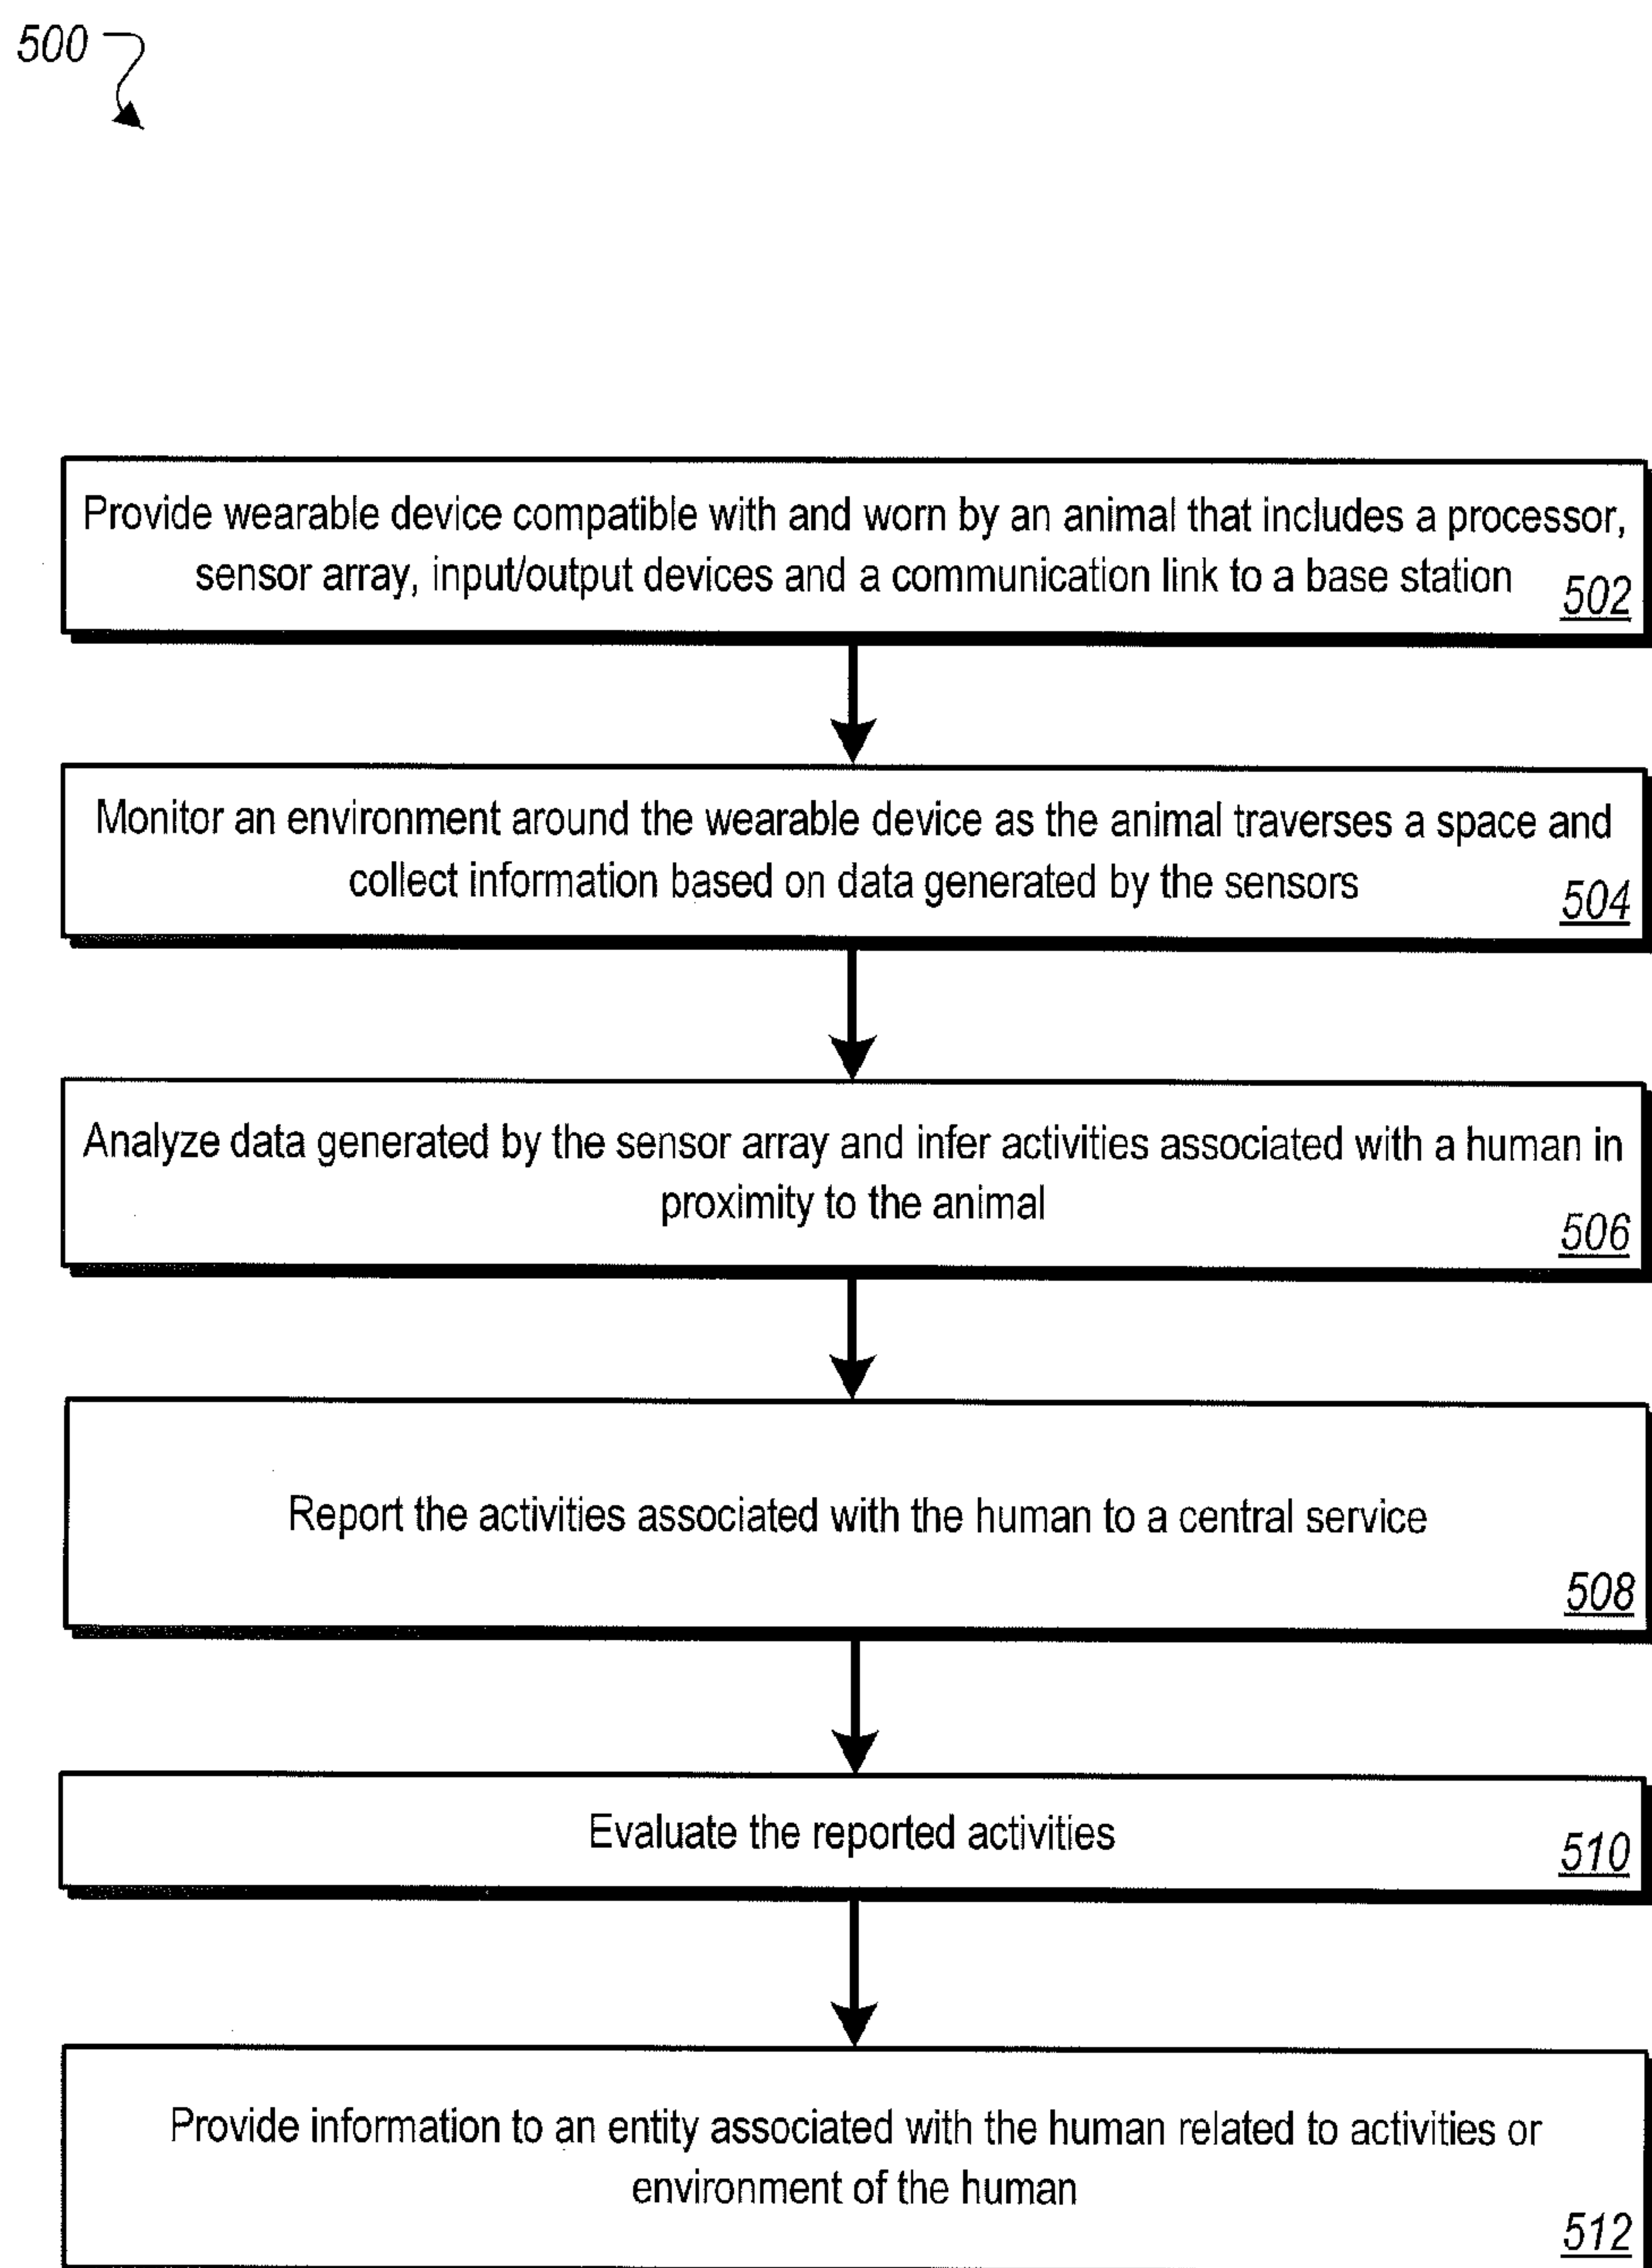 500
Provide wearable device compatible with and worn by an animal that includes a processor,
sensor array, input/output devices and a communication link to a base station
502
Monitor an environment around the wearable device as the animal traverses a space and
collect information based on data generated by the sensors
504
Analyze data generated by the sensor array and infer activities associated with a human in
proximity to the animal
506
Report the activities associated with the human to a central service
508
Evaluate the reported activities
510
Provide information to an entity associated with the human related to activities or
environment of the human
512